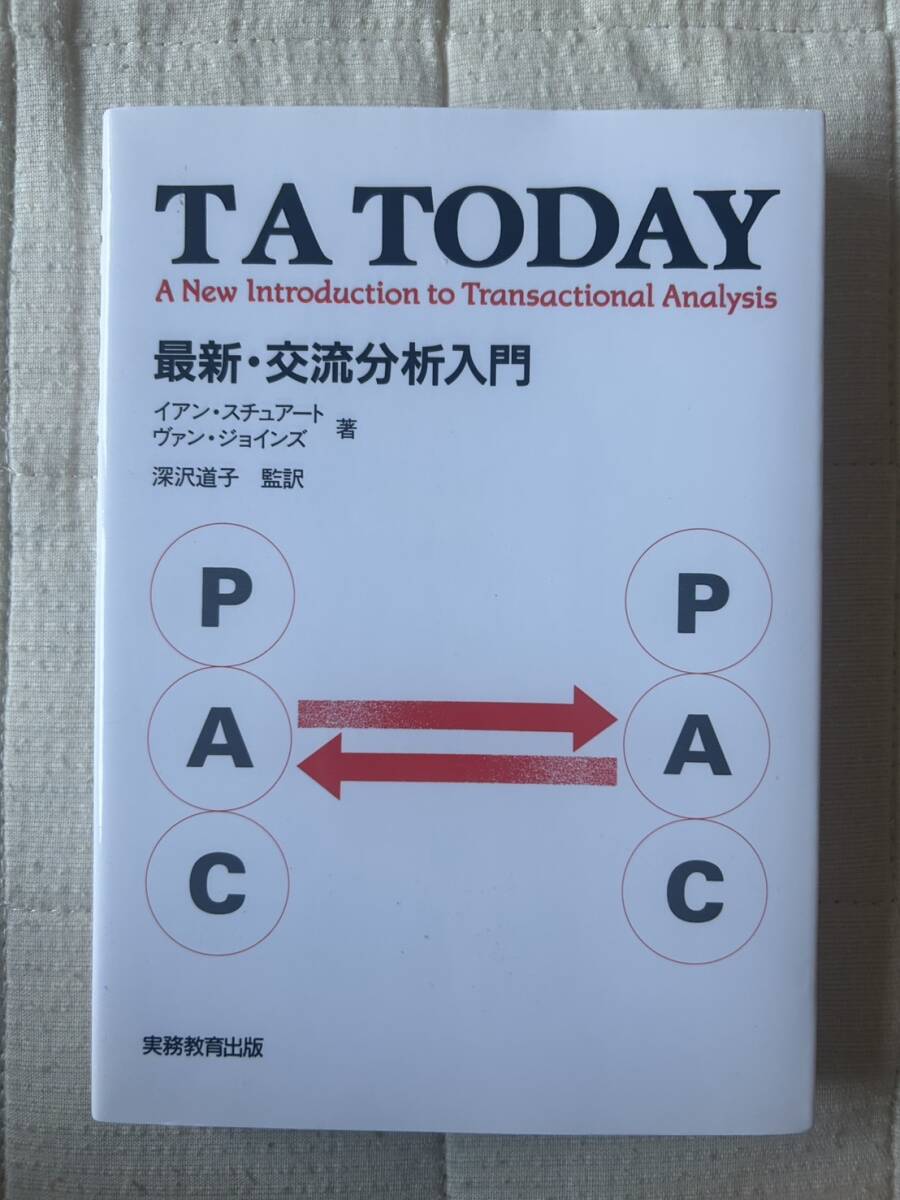 TA TODAY
A New Introduction to Transactional Analysis
最新・交流分析入門
イアン・スチュアート
ヴァン・ジョインズ
著
深沢道子 監訳
P
A
C
P
A
C
実務教育出版